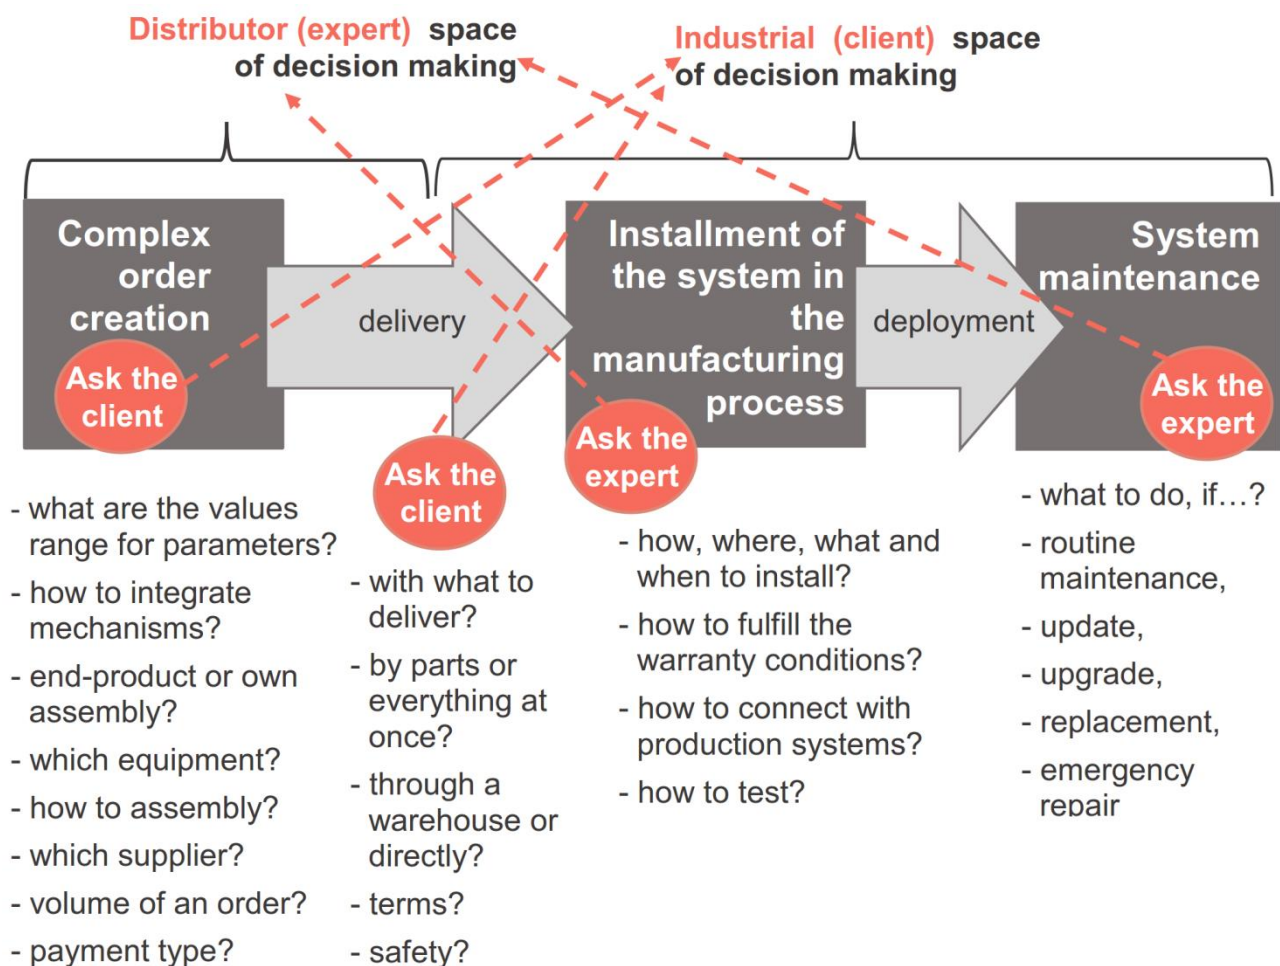 Distributor (expert) space
of decision making
Industrial (client) space
of decision making
Complex
order
creation
Ask the
client
delivery
Ask the
client
Installment of
the system in
the
manufacturing
process
Ask the
expert
deployment
System
maintenance
Ask the
expert
- what are the values
range for parameters?
- how to integrate
mechanisms?
- end-product or own
assembly?
- which equipment?
- how to assembly?
- which supplier?
- volume of an order?
- payment type?
- with what to
deliver?
- by parts or
everything at
once?
- through a
warehouse or
directly?
- terms?
- safety?
- how, where, what and
when to install?
- how to fulfill the
warranty conditions?
- how to connect with
production systems?
- how to test?
- what to do, if…?
- routine
maintenance,
- update,
- upgrade,
- replacement,
- emergency
repair